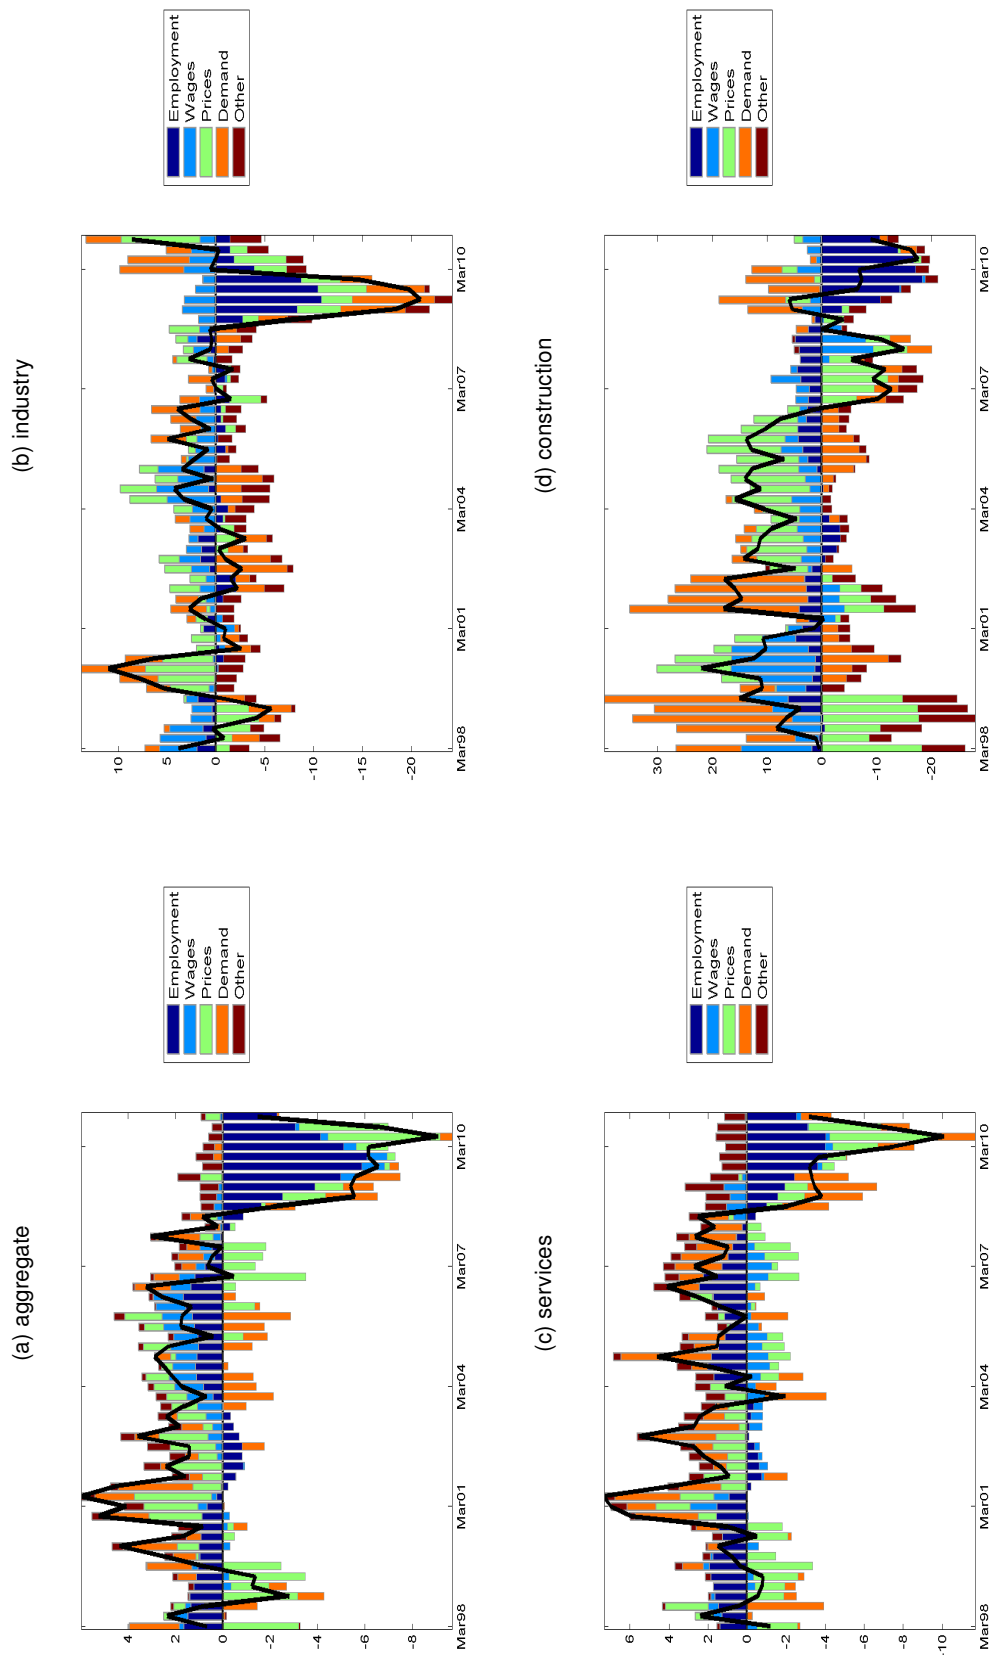 (a) aggregate
4
2
0
-2
-4
-6
-8
Mar98
Mar01
Mar04
Mar07
Mar10
Employment
Wages
Prices
Demand
Other
(b) industry
10
5
0
-5
-10
-15
-20
Mar98
Mar01
Mar04
Mar07
Mar10
Employment
Wages
Prices
Demand
Other
(c) services
6
4
2
0
-2
-4
-6
-8
-10
Mar98
Mar01
Mar04
Mar07
Mar10
Employment
Wages
Prices
Demand
Other
(d) construction
30
20
10
0
-10
-20
Mar98
Mar01
Mar04
Mar07
Mar10
Employment
Wages
Prices
Demand
Other